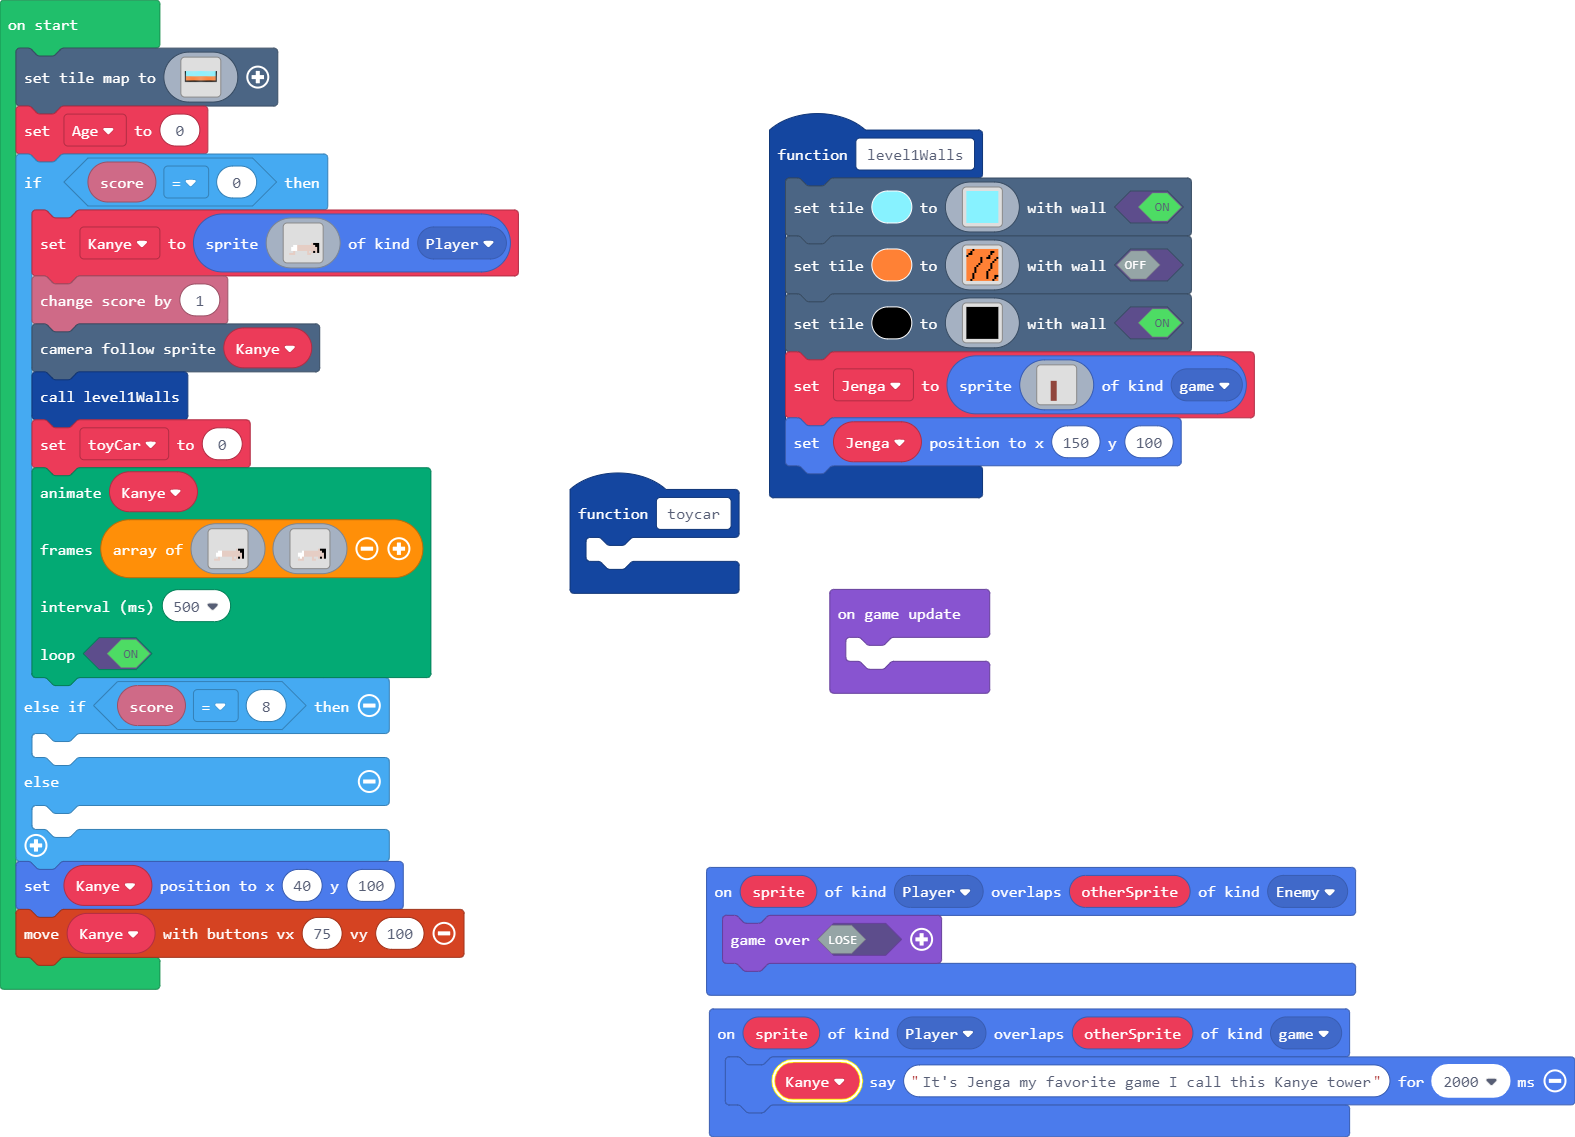 on start
set tile map to
set Age to 0
if score = 0 then
set Kanye to sprite of kind Player
change score by 1
camera follow sprite Kanye
call level1Walls
set toyCar to 0
animate Kanye
frames array of
interval (ms) 500
loop ON
else if score = 8 then
else
set Kanye position to x 40 y 100
move Kanye with buttons vx 75 vy 100
function toycar
function level1Walls
set tile to with wall ON
set tile to with wall OFF
set tile to with wall ON
set Jenga to sprite of kind game
set Jenga position to x 150 y 100
on game update
on sprite of kind Player overlaps otherSprite of kind Enemy
game over LOSE
on sprite of kind Player overlaps otherSprite of kind game
Kanye say "It's Jenga my favorite game I call this Kanye tower" for 2000 ms